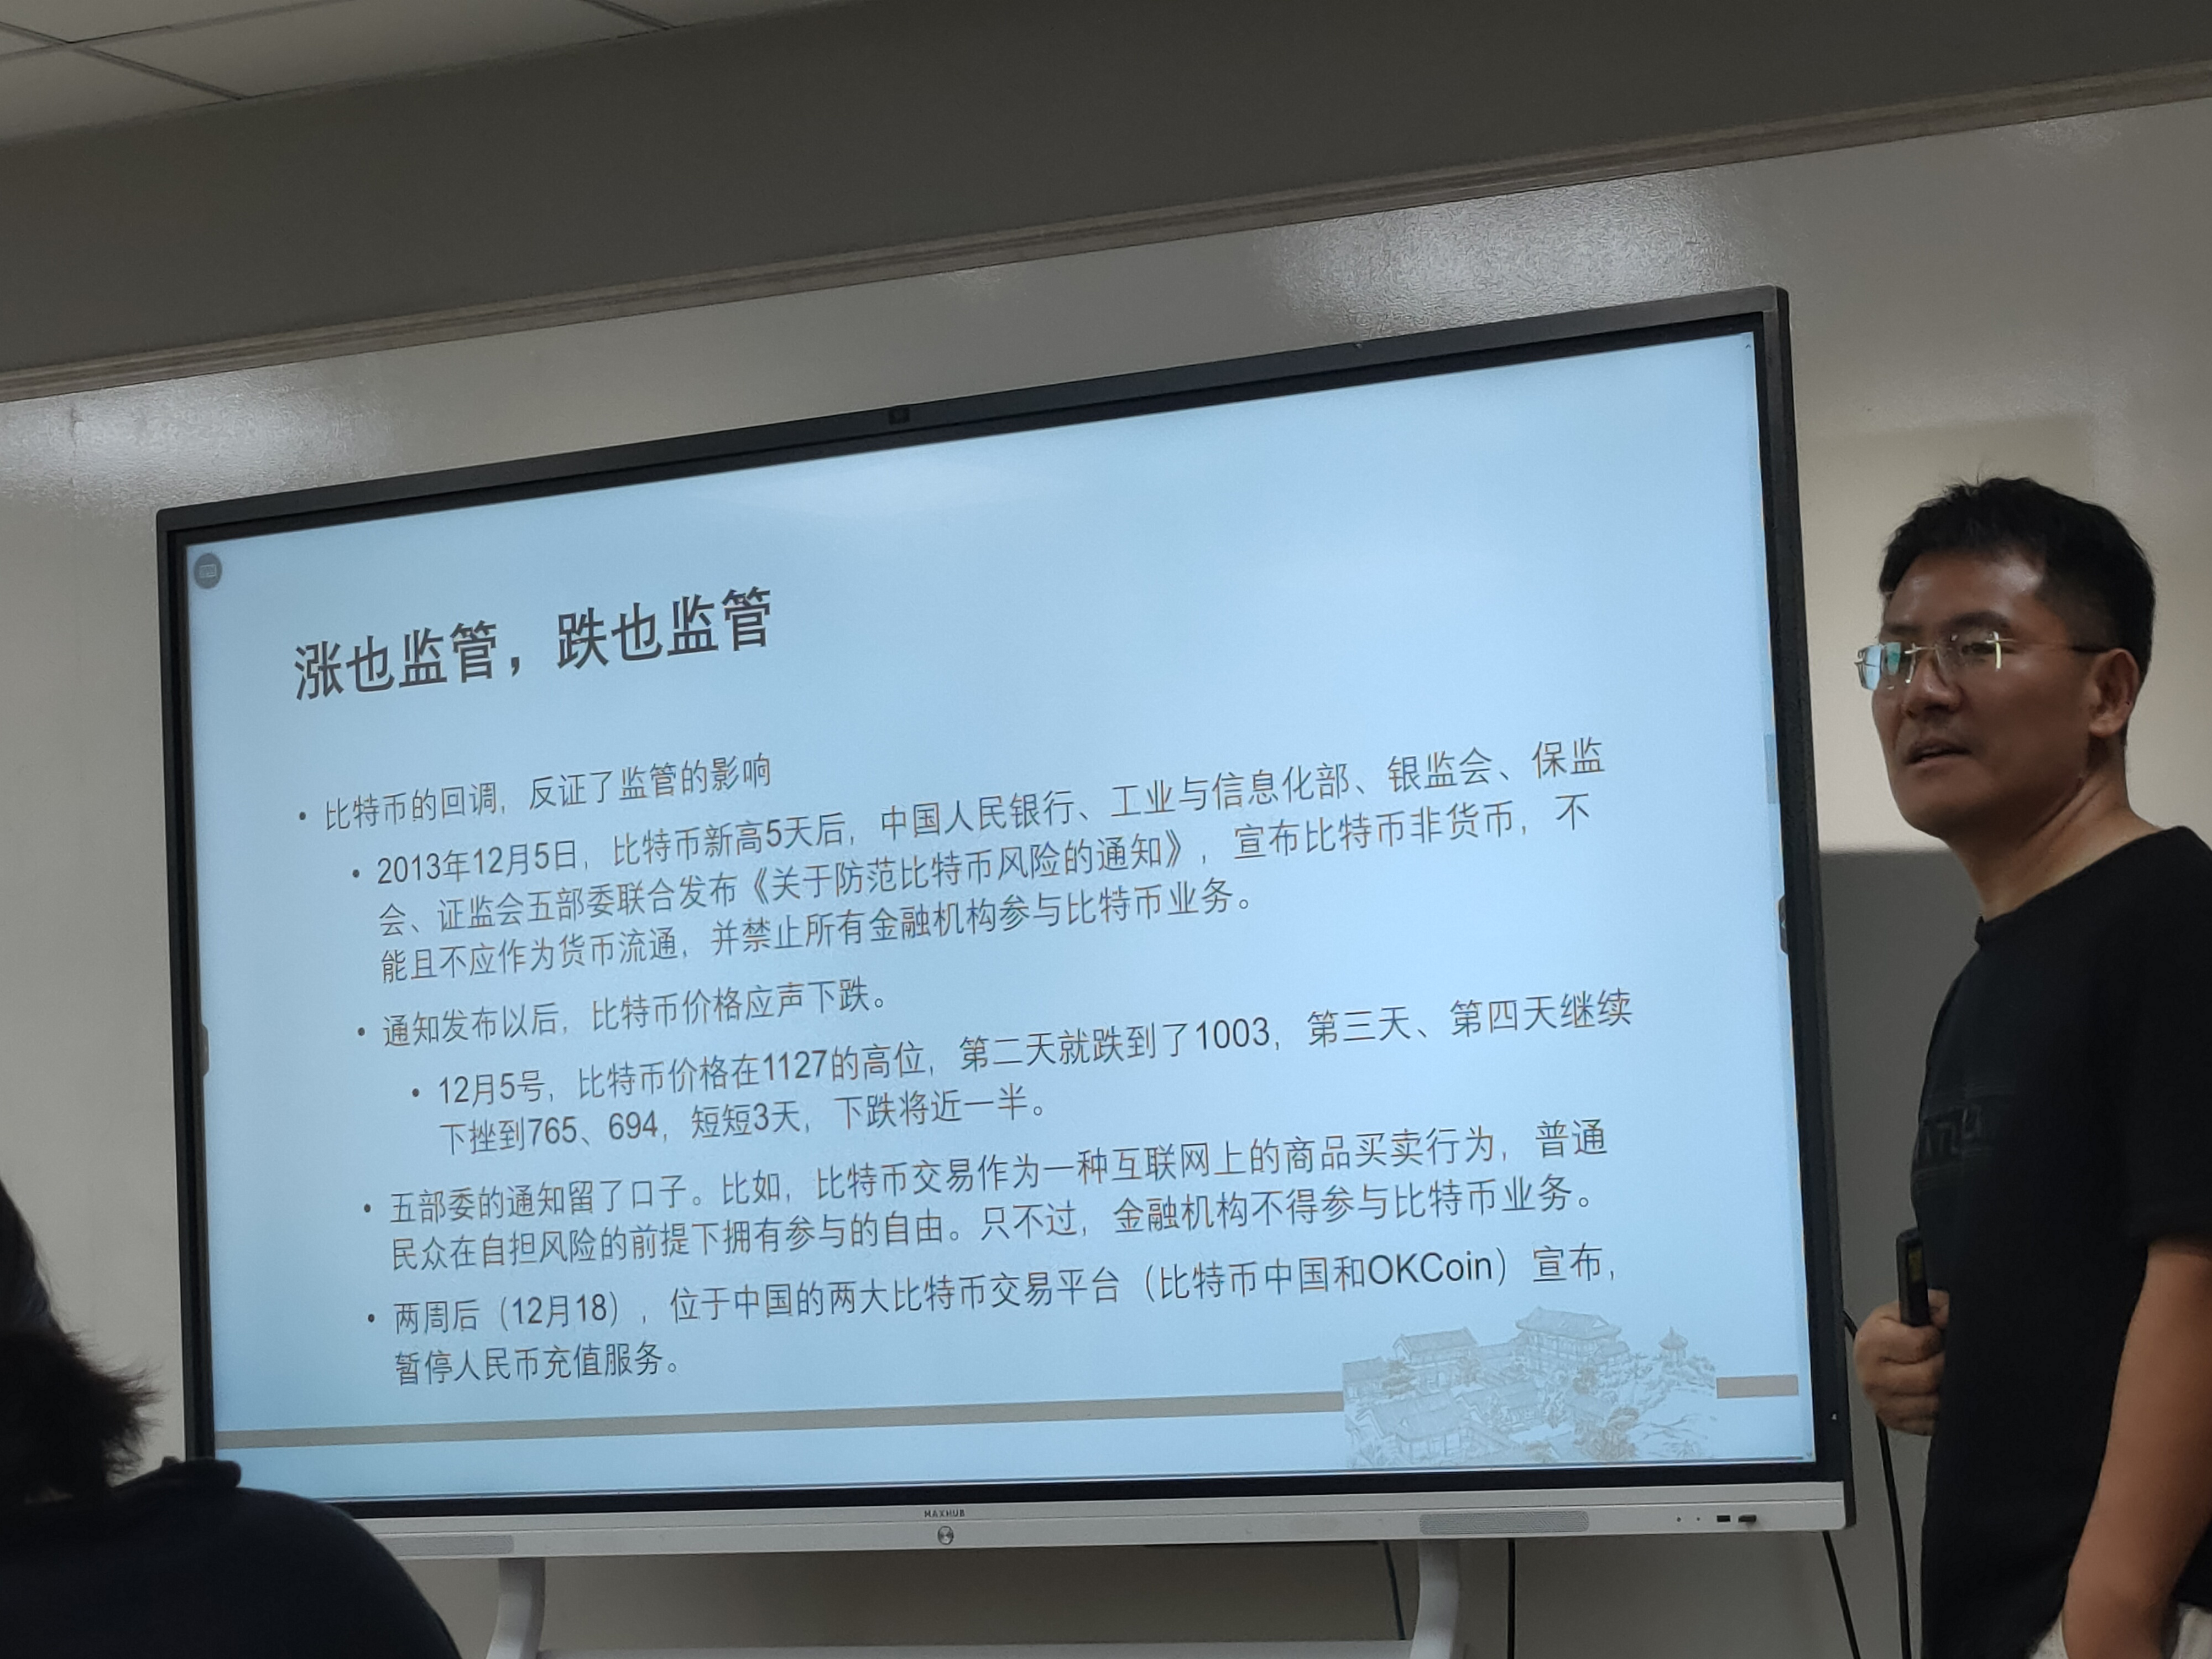 涨也监管，跌也监管
• 比特币的回调，反证了监管的影响
• 2013年12月5日，比特币新高5天后，中国人民银行、工业与信息化部、银监会、保监
会、证监会五部委联合发布《关于防范比特币风险的通知》，宣布比特币非货币，不
能且不应作为货币流通，并禁止所有金融机构参与比特币业务。
• 通知发布以后，比特币价格应声下跌。
• 12月5号，比特币价格在1127的高位，第二天就跌到了1003，第三天、第四天继续
下挫到765、694，短短3天，下跌将近一半。
• 五部委的通知留了口子。比如，比特币交易作为一种互联网上的商品买卖行为，普通
民众在自担风险的前提下拥有参与的自由。只不过，金融机构不得参与比特币业务。
• 两周后（12月18），位于中国的两大比特币交易平台（比特币中国和OKCoin）宣布，
暂停人民币充值服务。
MAXHUB